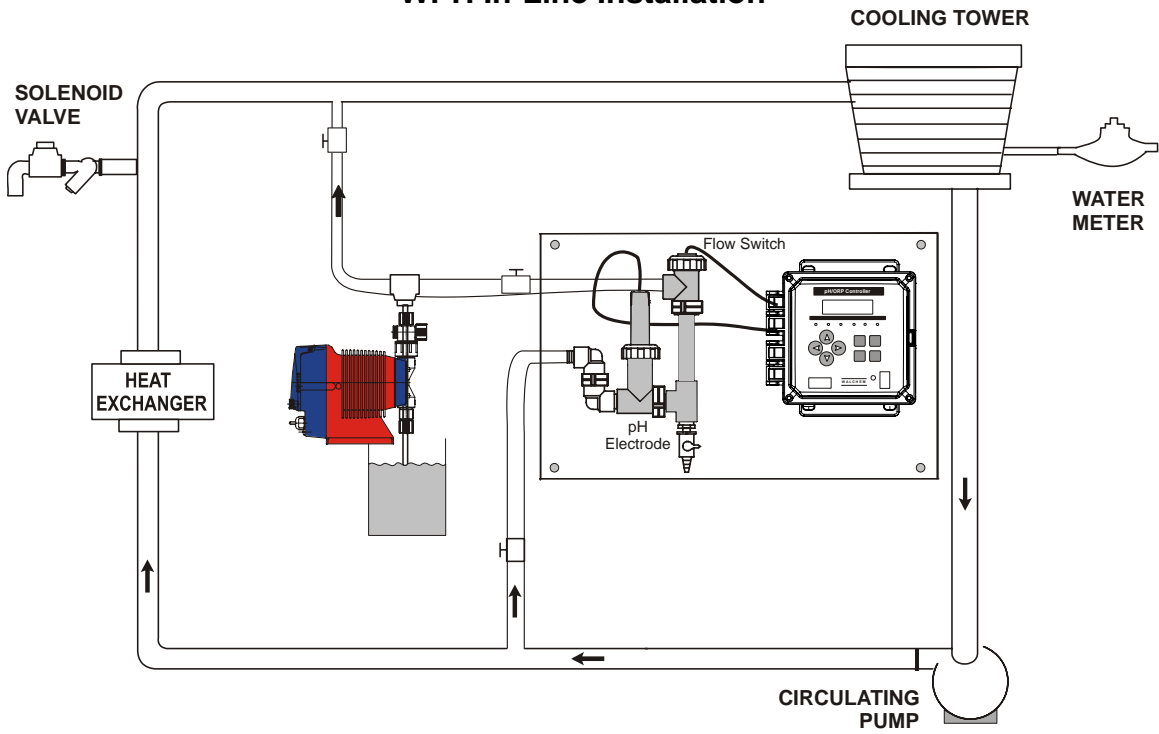 COOLING TOWER
SOLENOID
VALVE
WATER
METER
Flow Switch
pH/ORP Controller
WALCHEM
HEAT
EXCHANGER
pH
Electrode
CIRCULATING
PUMP